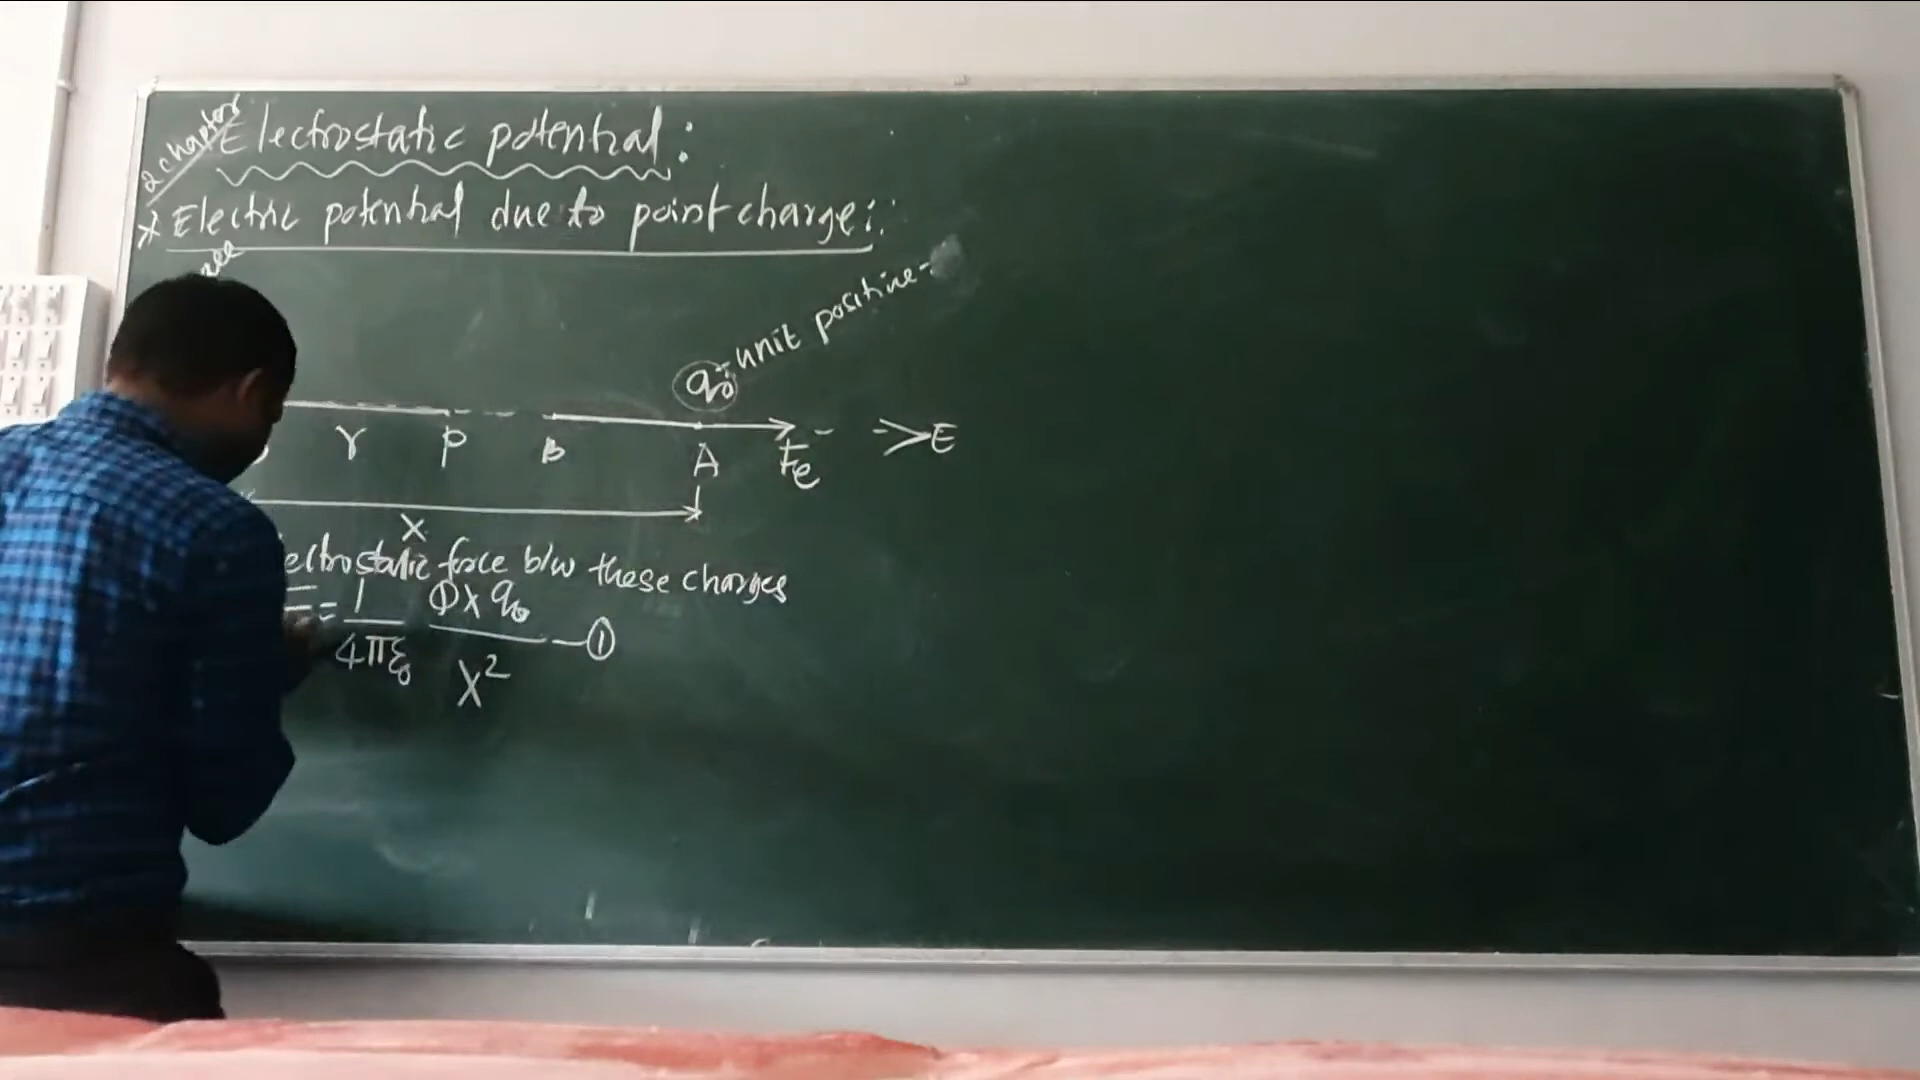 2 chapter
Electrostatic potential:
* Electric potential due to point charge:
unit positive-
q₀
r P B A Fe > E
X
ectrostatic force b/w these charges
F = 1/4πε₀ Q x q₀/X² — ①